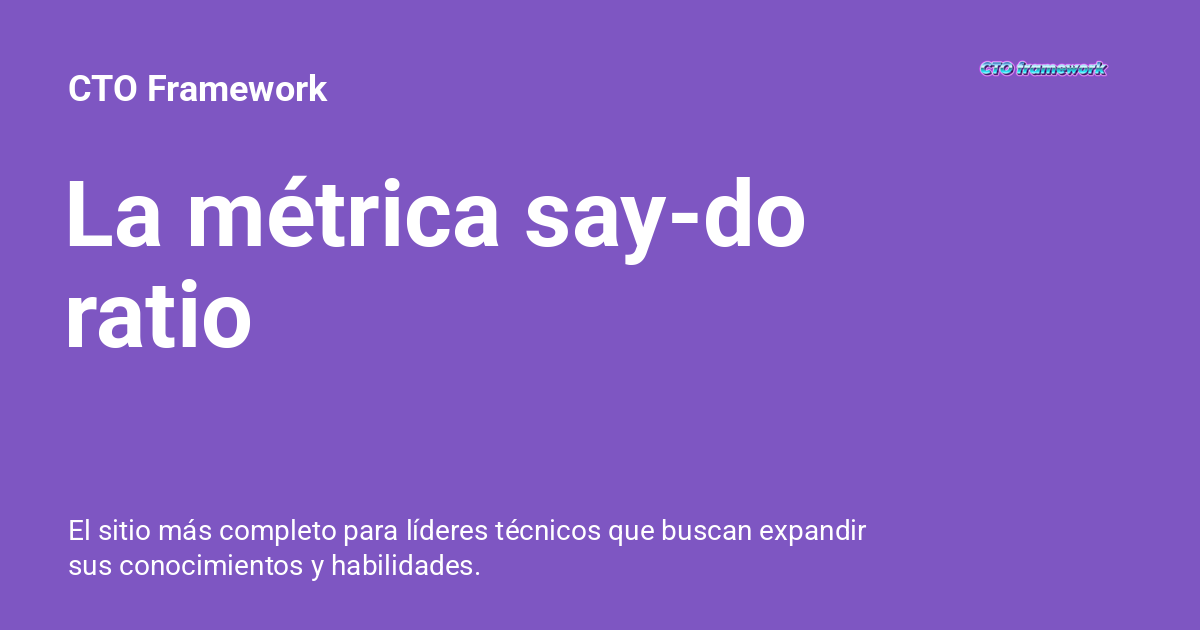 CTO Framework
CTO framework
La métrica say-do
ratio
El sitio más completo para líderes técnicos que buscan expandir
sus conocimientos y habilidades.